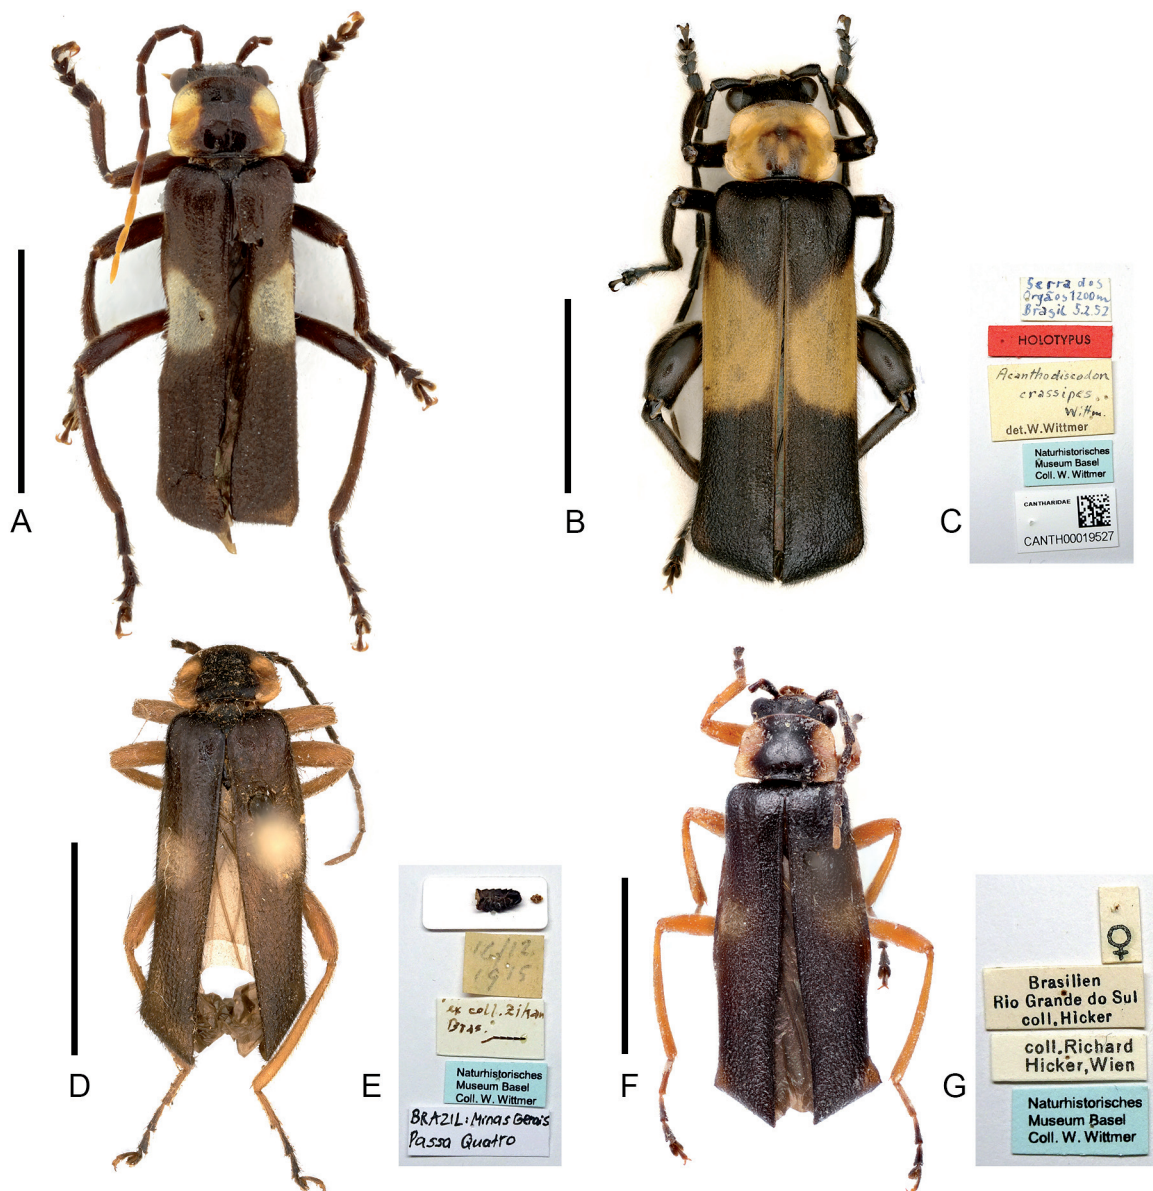 A
B
C
Serra dos
Orgãos 1200m
Brasil 5.2.52
HOLOTYPUS
Acanthodiscodon
crassipes
Wittm.
det.W.Wittmer
Naturhistorisches
Museum Basel
Coll. W. Wittmer
CANTHARIDAE
CANTH00019527
D
E
16/12.
1915
ex coll. Zikan
Bras.
Naturhistorisches
Museum Basel
Coll. W. Wittmer
BRAZIL: Minas Gerais
Passa Quatro
F
G
♀
Brasilien
Rio Grande do Sul
coll. Hicker
coll. Richard
Hicker, Wien
Naturhistorisches
Museum Basel
Coll. W. Wittmer